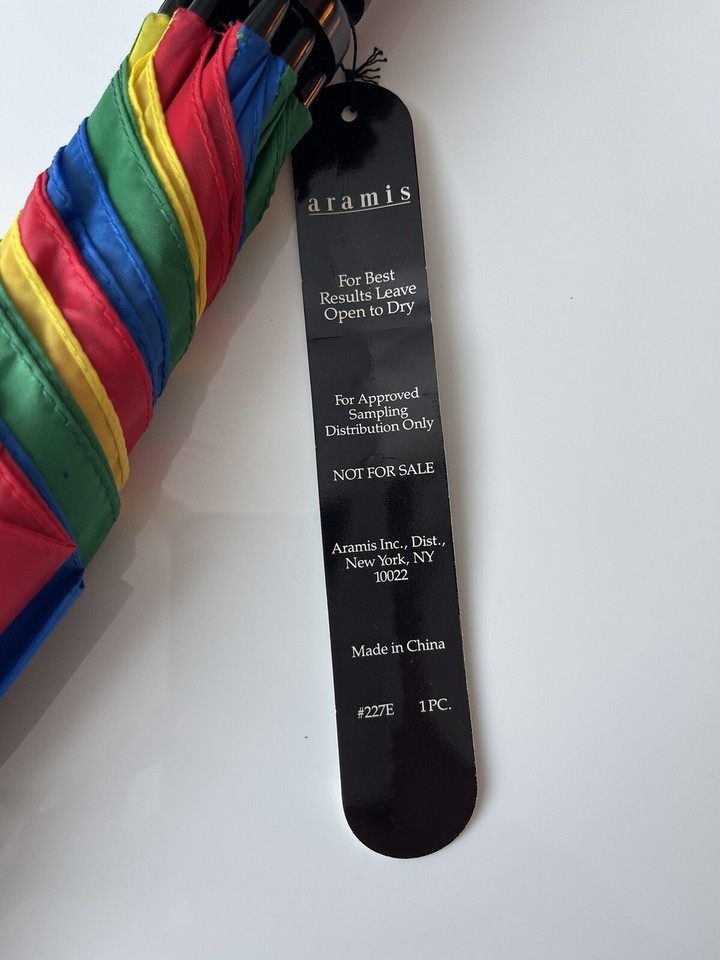 aramis
For Best
Results Leave
Open to Dry
For Approved
Sampling
Distribution Only
NOT FOR SALE
Aramis Inc., Dist.,
New York, NY
10022
Made in China
#227E 1 PC.